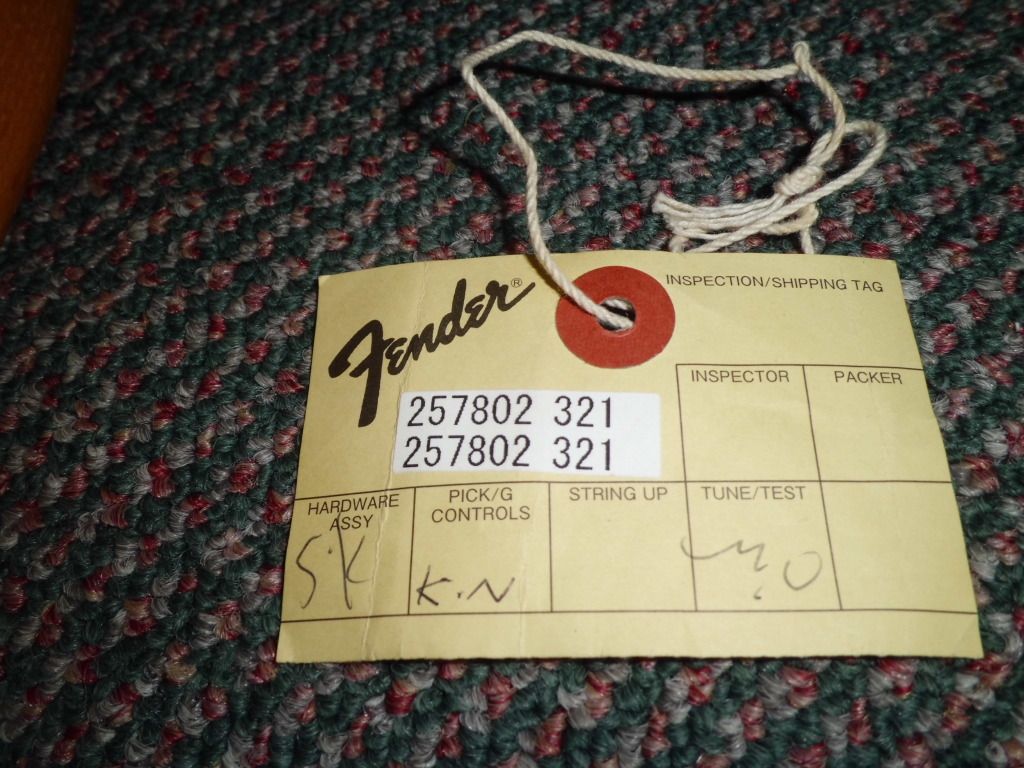 Fender®
INSPECTION/SHIPPING TAG
257802 321
257802 321
INSPECTOR
PACKER
HARDWARE
ASSY
PICK/G
CONTROLS
STRING UP
TUNE/TEST
S.K
K.N